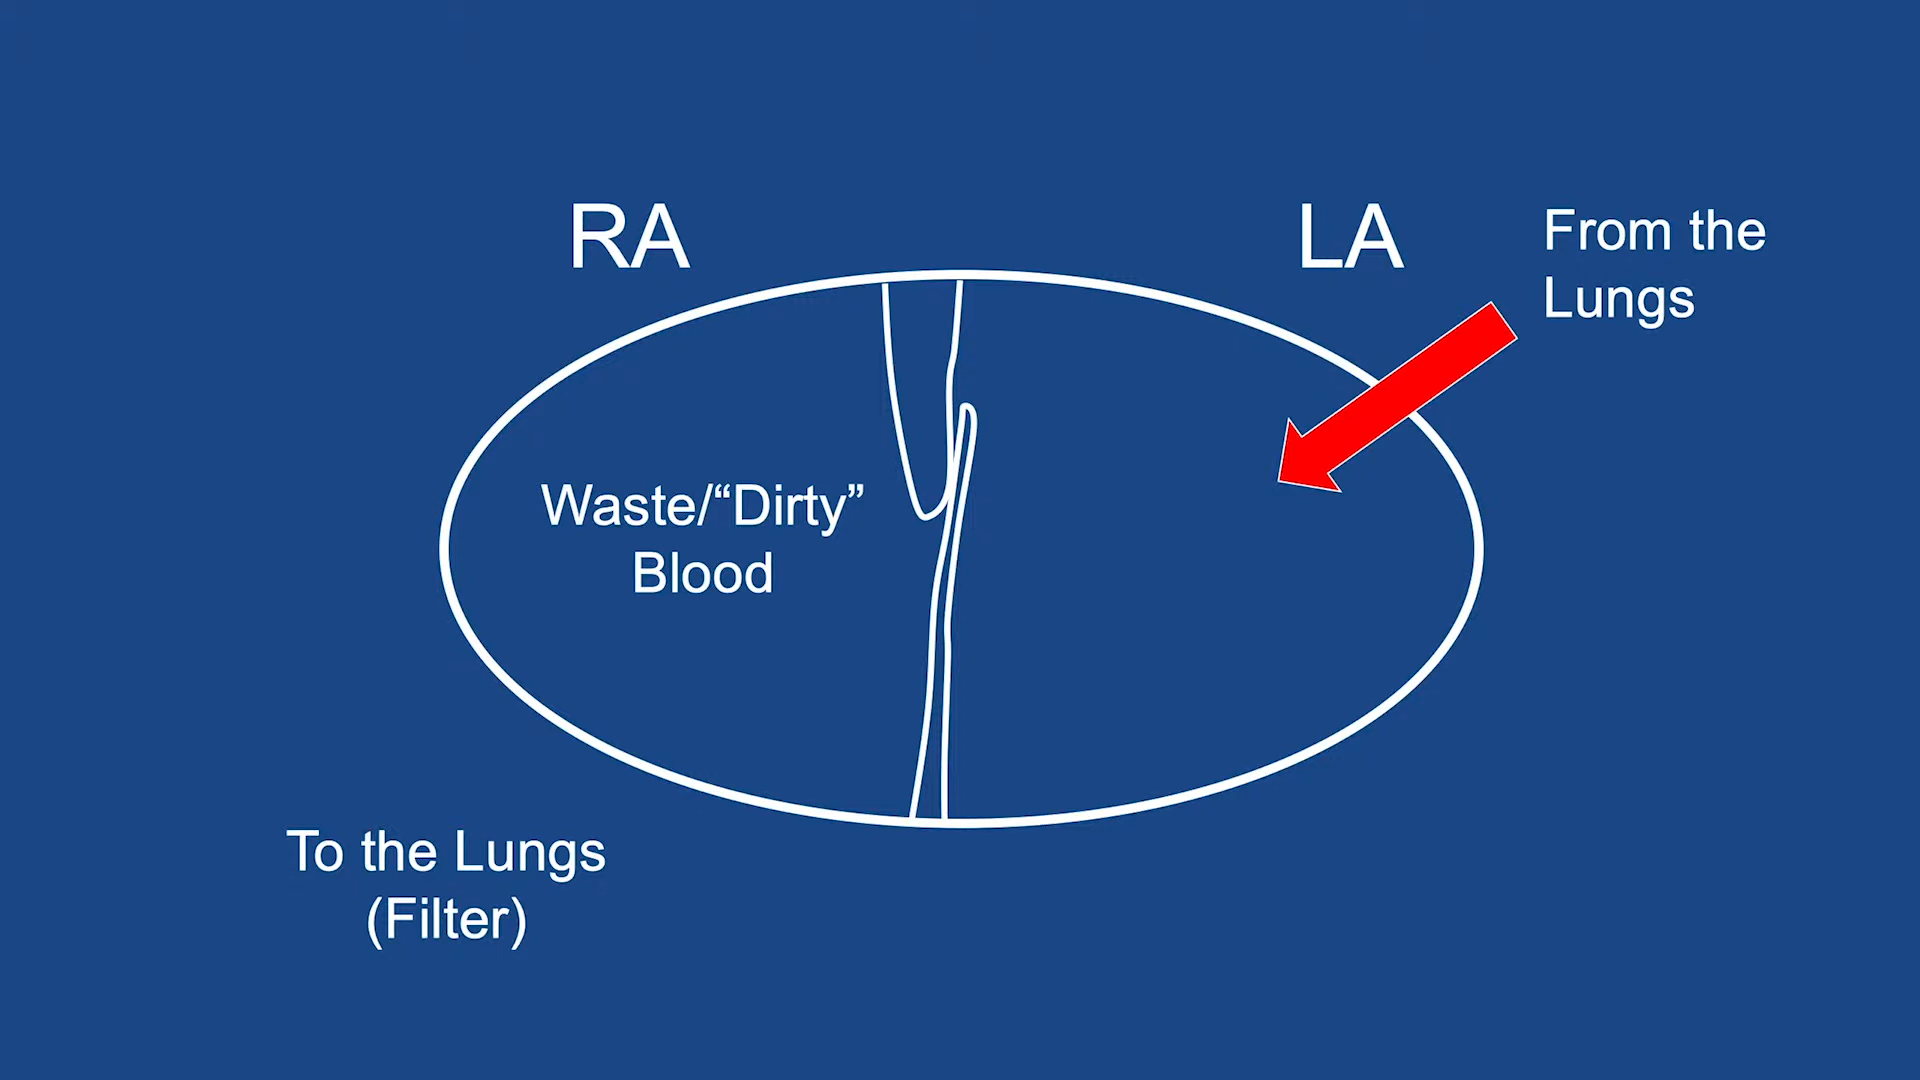 RA
LA
From the
Lungs
Waste/“Dirty”
Blood
To the Lungs
(Filter)